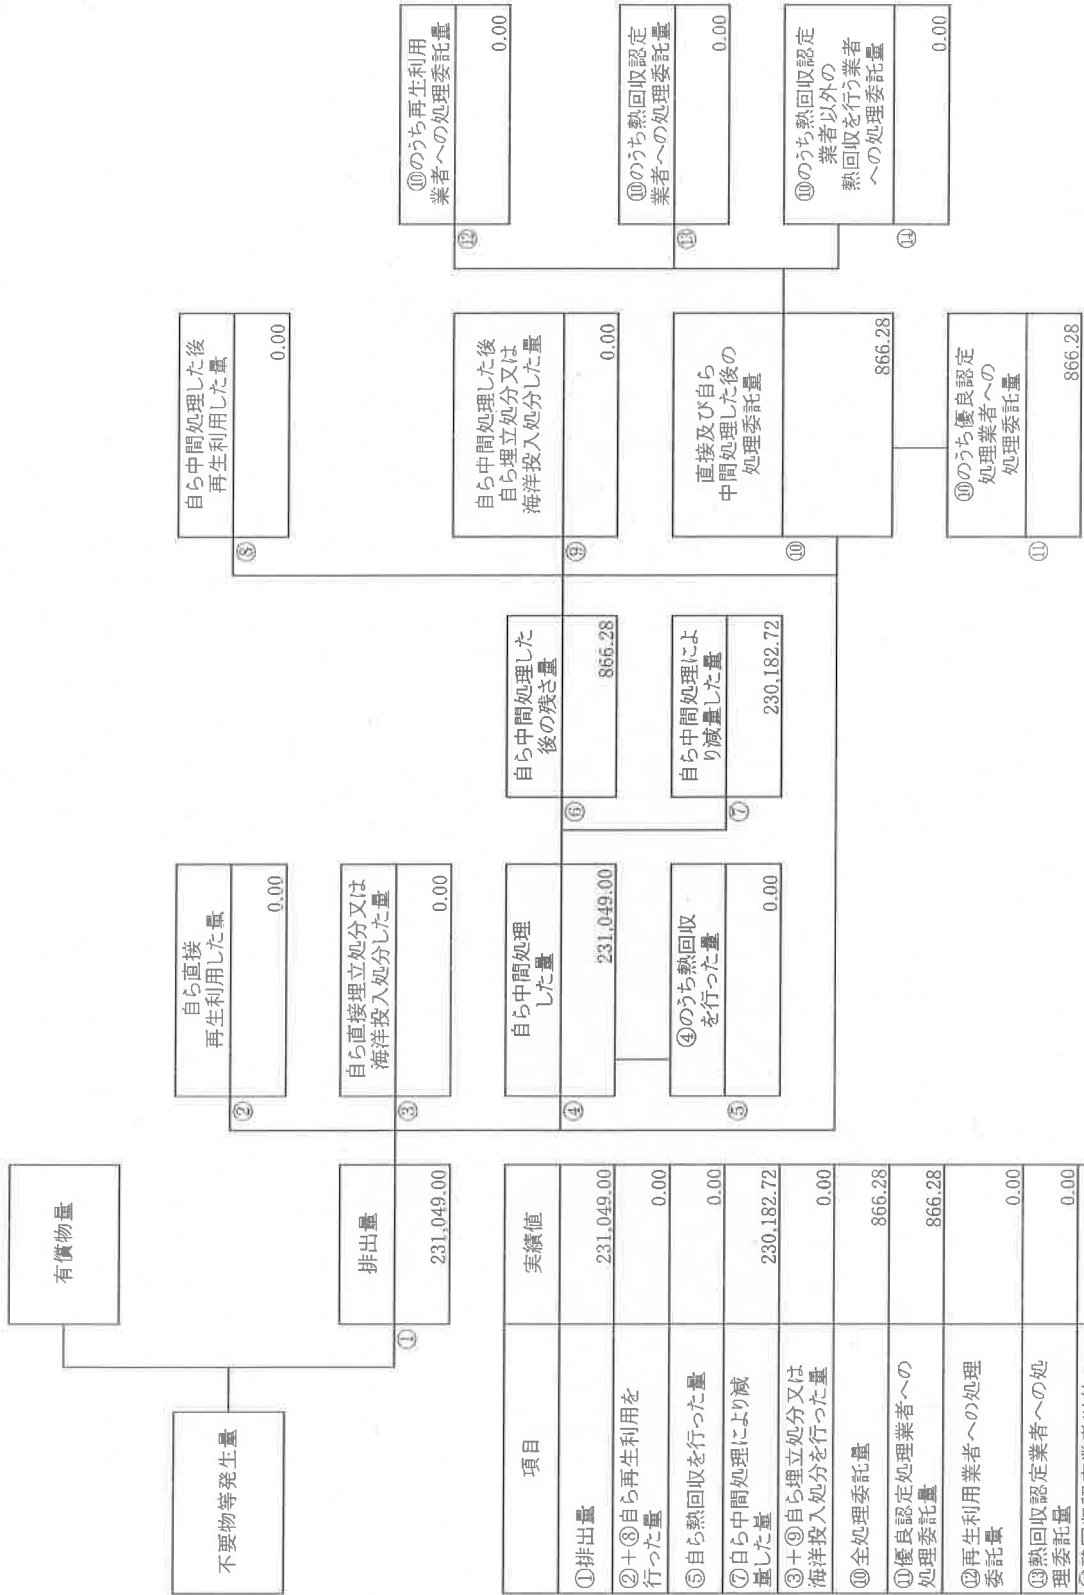 不要物等発生量
有償物量
①
排出量
231,049.00
②
自ら直接
再生利用した量
0.00
③
自ら直接埋立処分又は
海洋投入処分した量
0.00
④
自ら中間処理
した量
231,049.00
⑤
④のうち熱回収
を行った量
0.00
⑥
自ら中間処理した
後の残さ量
866.28
⑦
自ら中間処理によ
り減量した量
230,182.72
⑧
自ら中間処理した後
再生利用した量
0.00
⑨
自ら中間処理した後
自ら埋立処分又は
海洋投入処分した量
0.00
⑩
直接及び自ら
中間処理した後の
処理委託量
866.28
⑪
⑩のうち優良認定
処理業者への
処理委託量
866.28
⑫
⑩のうち再生利用
業者への処理委託量
0.00
⑬
⑩のうち熱回収認定
業者への処理委託量
0.00
⑭
⑩のうち熱回収認定
業者以外の
熱回収を行う業者
への処理委託量
0.00
項目 実績値
①排出量 231,049.00
②+⑧自ら再生利用を
行った量 0.00
⑤自ら熱回収を行った量 0.00
⑦自ら中間処理により減
量した量 230,182.72
③+⑨自ら埋立処分又は
海洋投入処分を行った量 0.00
⑩全処理委託量 866.28
⑪優良認定処理業者への
処理委託量 866.28
⑫再生利用業者への処理
委託量 0.00
⑬熱回収認定業者への処
理委託量 0.00